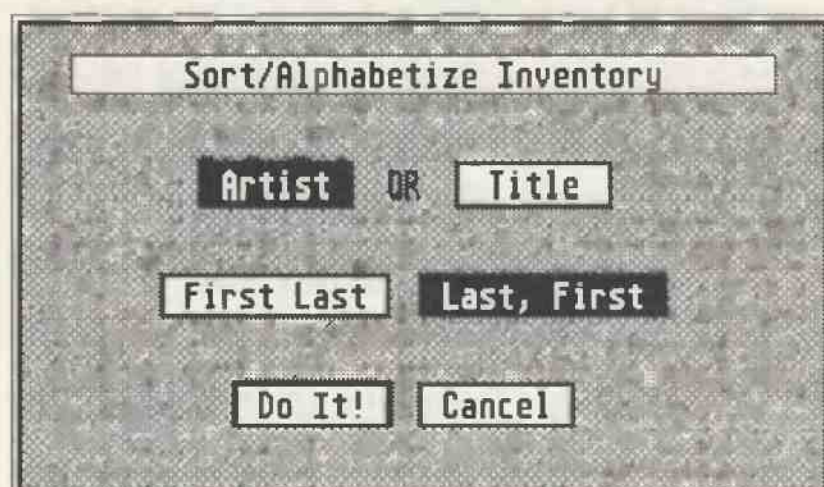 Sort/Alphabetize Inventory
Artist OR Title
First Last Last, First
Do It! Cancel